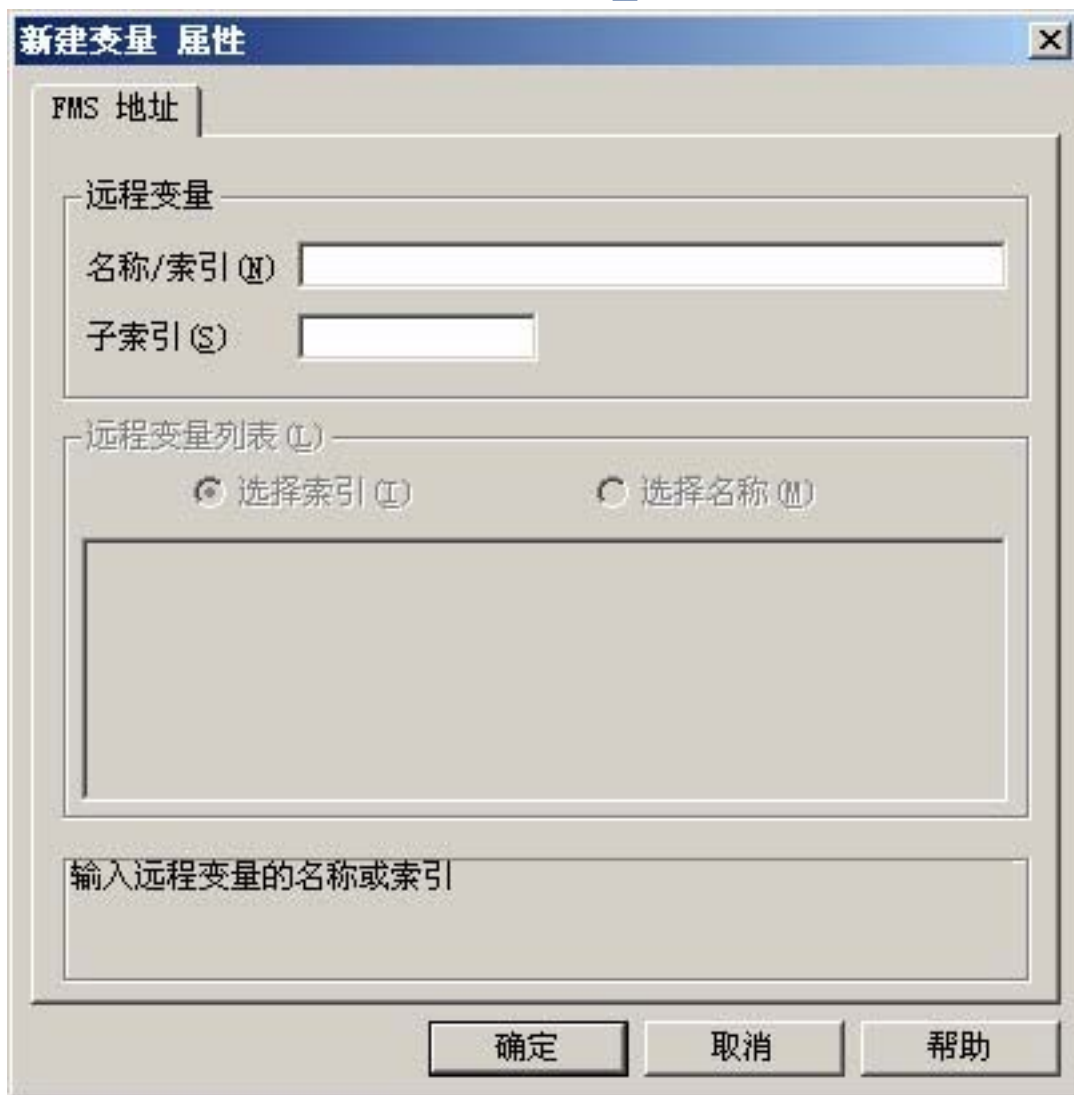 新建变量 属性
FMS 地址
远程变量
名称/索引(N)
子索引(S)
远程变量列表(L)
选择索引(I) 选择名称(M)
输入远程变量的名称或索引
确定 取消 帮助